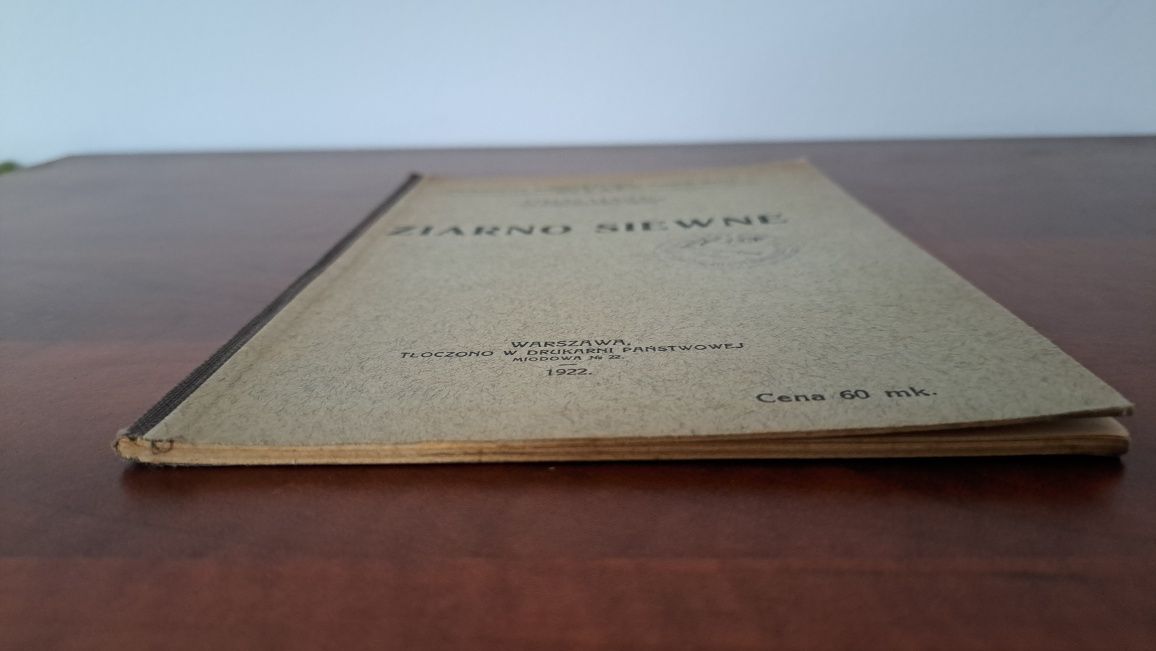 ZIARNO SIEWNE
WARSZAWA,
TŁOCZONO W DRUKARNI PAŃSTWOWEJ
MIODOWA № 22.
1922.
Cena 60 mk.